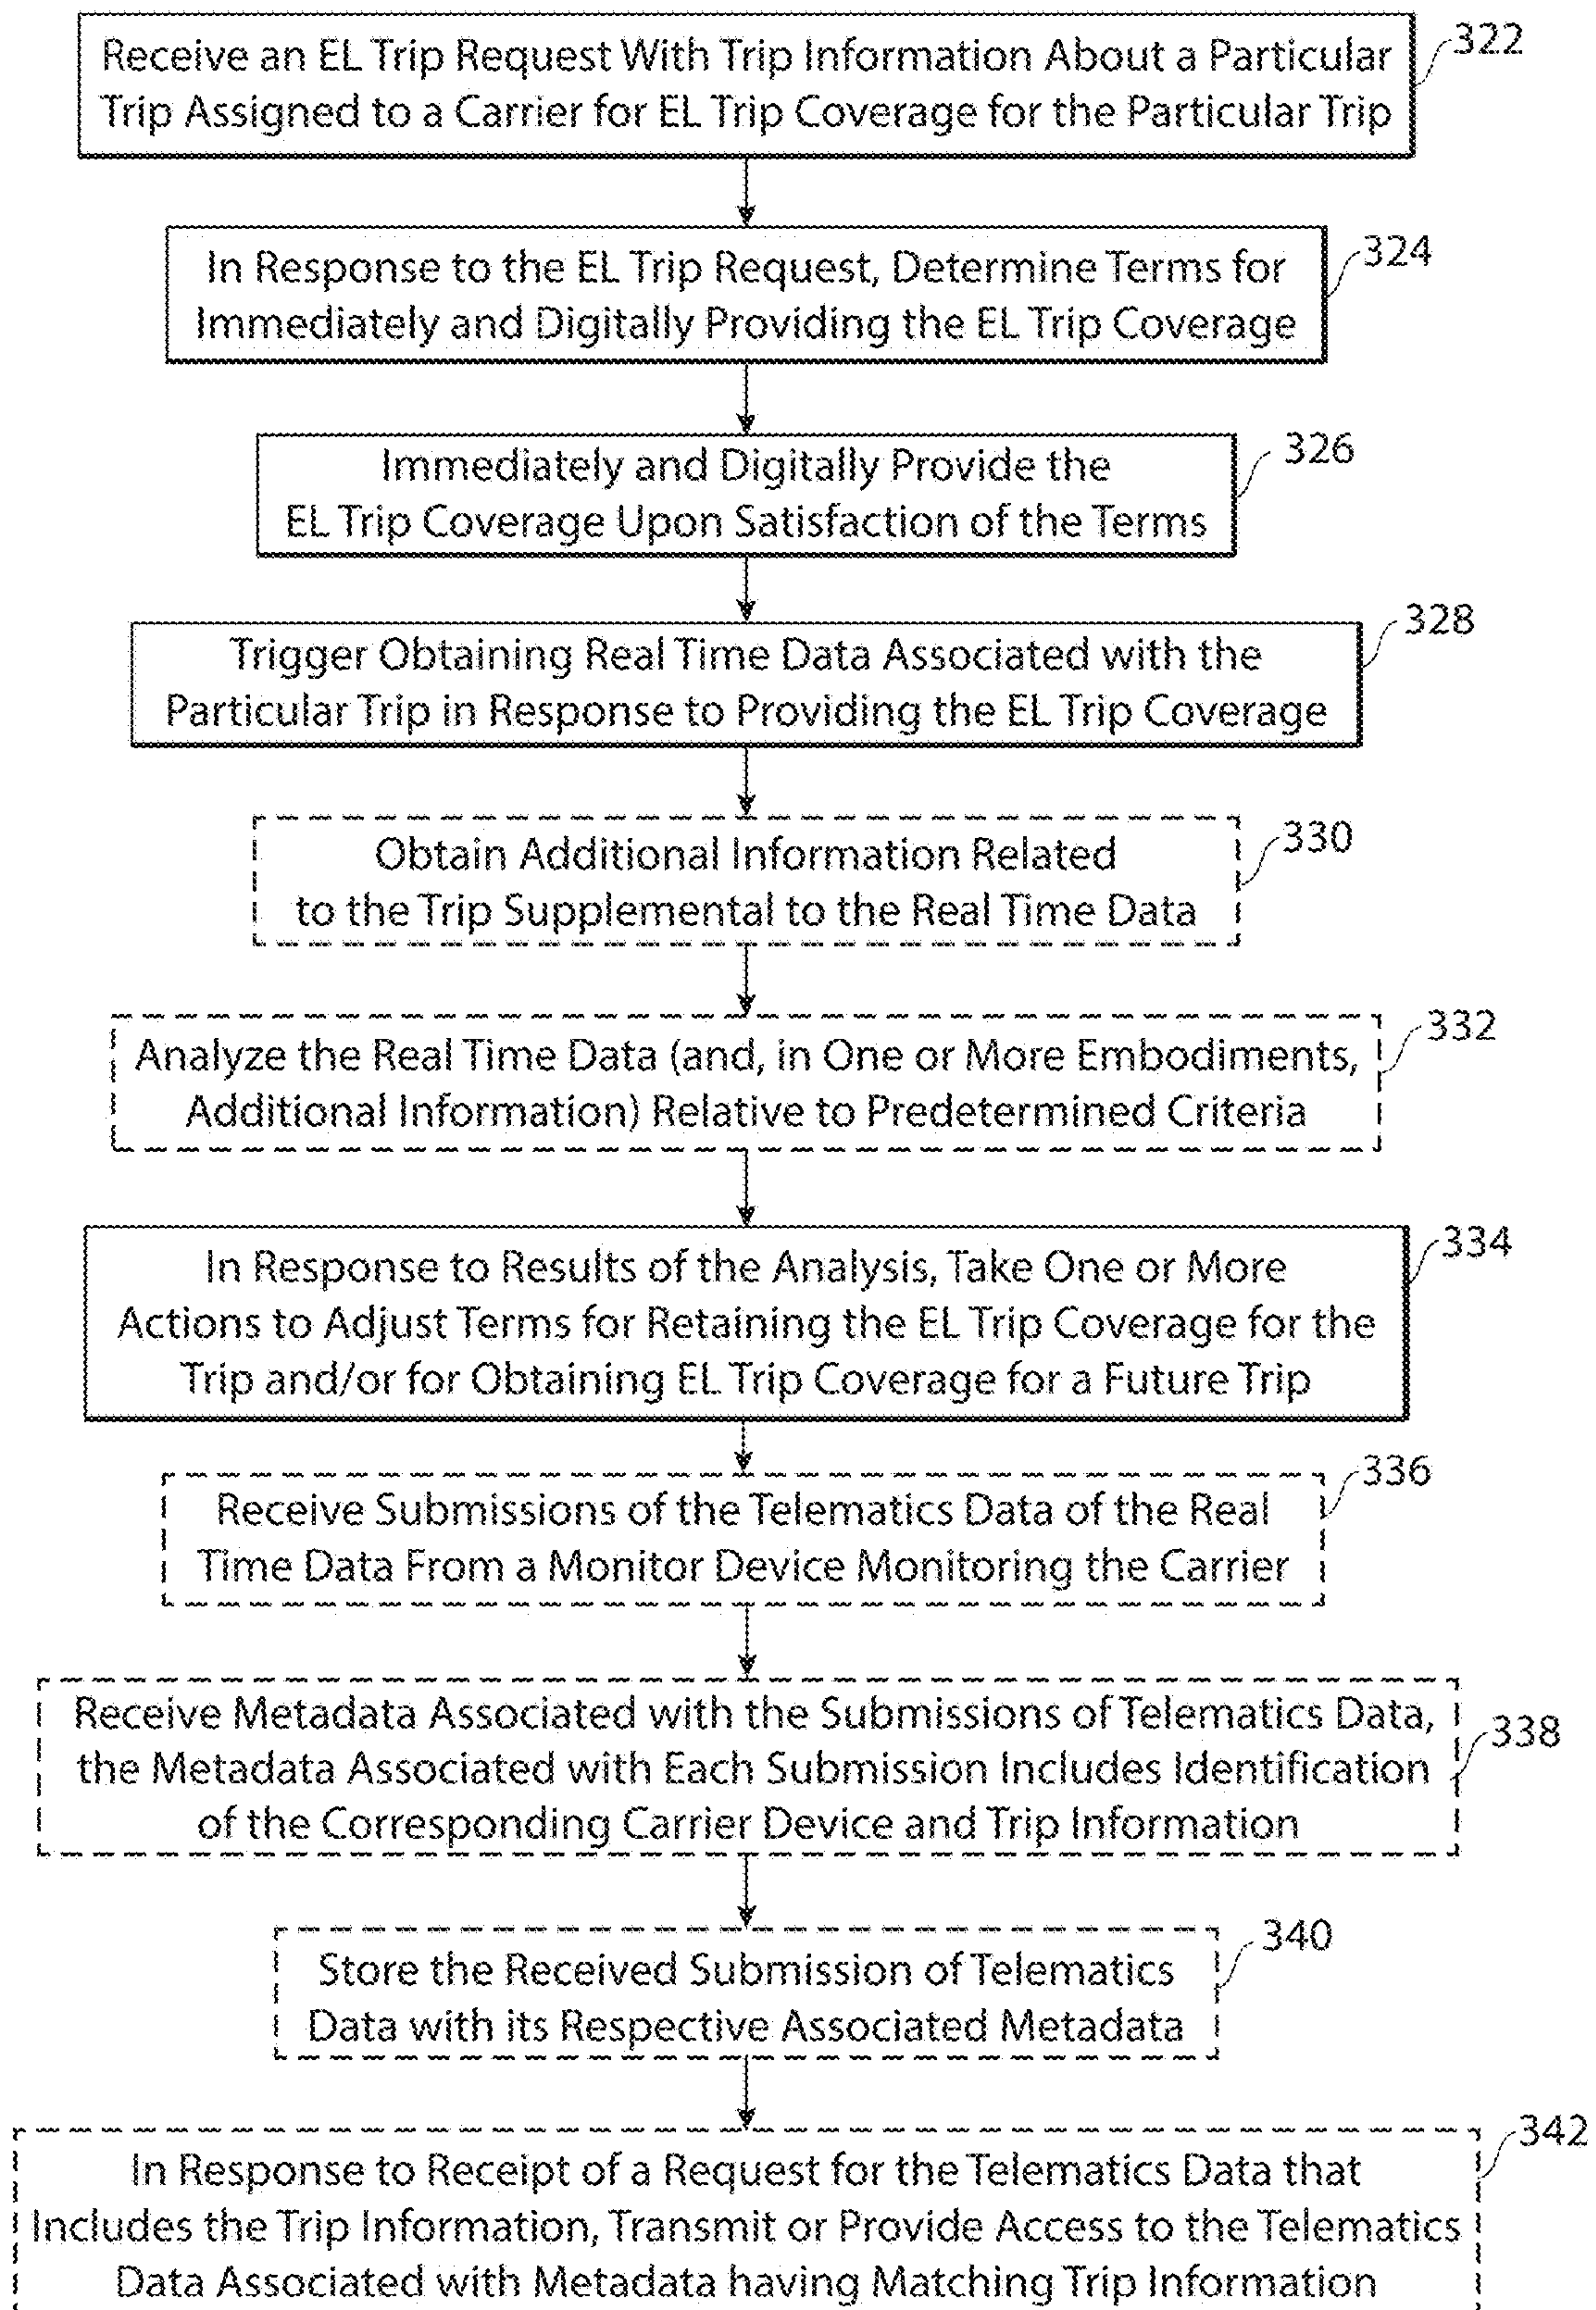 Receive an EL Trip Request With Trip Information About a Particular
Trip Assigned to a Carrier for EL Trip Coverage for the Particular Trip
322
In Response to the EL Trip Request, Determine Terms for
Immediately and Digitally Providing the EL Trip Coverage
324
Immediately and Digitally Provide the
EL Trip Coverage Upon Satisfaction of the Terms
326
Trigger Obtaining Real Time Data Associated with the
Particular Trip in Response to Providing the EL Trip Coverage
328
Obtain Additional Information Related
to the Trip Supplemental to the Real Time Data
330
Analyze the Real Time Data (and, in One or More Embodiments,
Additional Information) Relative to Predetermined Criteria
332
In Response to Results of the Analysis, Take One or More
Actions to Adjust Terms for Retaining the EL Trip Coverage for the
Trip and/or for Obtaining EL Trip Coverage for a Future Trip
334
Receive Submissions of the Telematics Data of the Real
Time Data From a Monitor Device Monitoring the Carrier
336
Receive Metadata Associated with the Submissions of Telematics Data,
the Metadata Associated with Each Submission Includes Identification
of the Corresponding Carrier Device and Trip Information
338
Store the Received Submission of Telematics
Data with its Respective Associated Metadata
340
In Response to Receipt of a Request for the Telematics Data that
Includes the Trip Information, Transmit or Provide Access to the Telematics
Data Associated with Metadata having Matching Trip Information
342